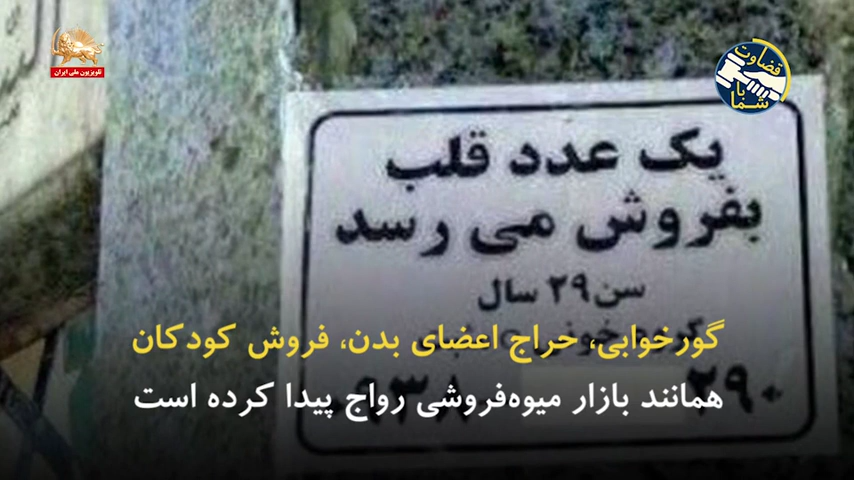 تلویزیون ملی ایران
قضاوت
با
شما
یک عدد قلب
بفروش می رسد
سن ۲۹ سال
گورخوابی، حراج اعضای بدن، فروش کودکان
همانند بازار میوه‌فروشی رواج پیدا کرده است